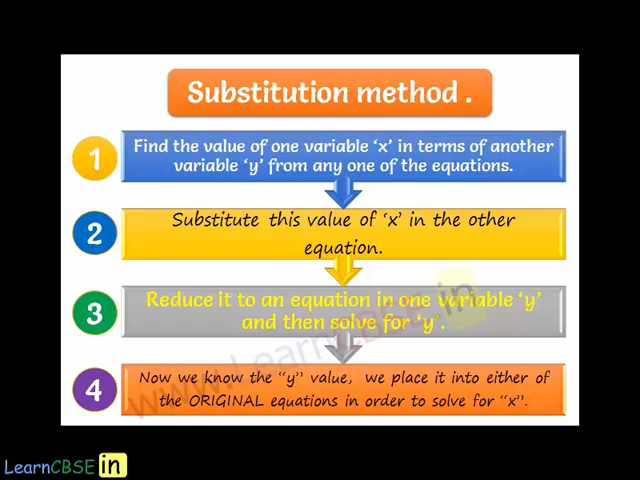 Substitution method .
1
Find the value of one variable ‘x’ in terms of another
variable ‘y’ from any one of the equations.
2
Substitute this value of ‘x’ in the other
equation.
3
Reduce it to an equation in one variable ‘y’
and then solve for ‘y’.
4
Now we know the “y” value, we place it into either of
the ORIGINAL equations in order to solve for “x”.
www.LearnCBSE.in
LearnCBSE in